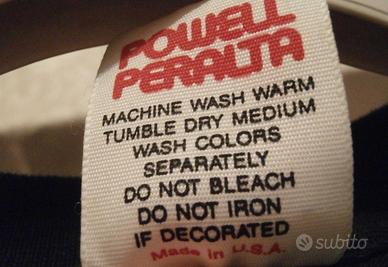 POWELL
PERALTA
MACHINE WASH WARM
TUMBLE DRY MEDIUM
WASH COLORS
SEPARATELY
DO NOT BLEACH
DO NOT IRON
IF DECORATED
Made in U.S.A.
subito